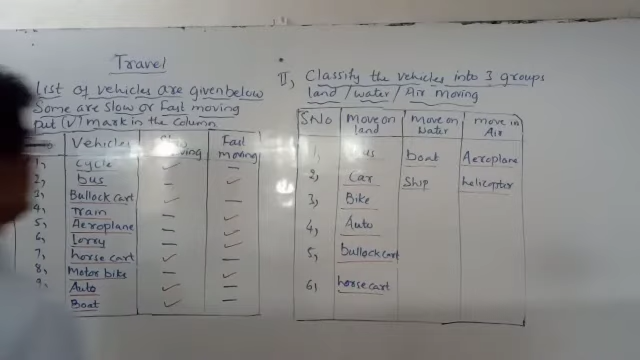 Travel
List of vehicles are given below
Some are Slow or Fast moving
put (✓) mark in the column
Vehicles Slow moving Fast moving
1, Cycle ✓ —
2, bus — ✓
3, Bullock cart ✓ —
4, Train — ✓
5, Aeroplane — ✓
6, Lorry — ✓
7, horse cart ✓ —
8, Motor bike — ✓
9, Auto ✓ —
Boat ✓ —
II, Classify the vehicles into 3 groups
land / water / Air moving
S No Move on land Move on Water move in Air
1, bus boat Aeroplane
2, Car Ship helicopter
3, Bike
4, Auto
5, bullock cart
6, horse cart